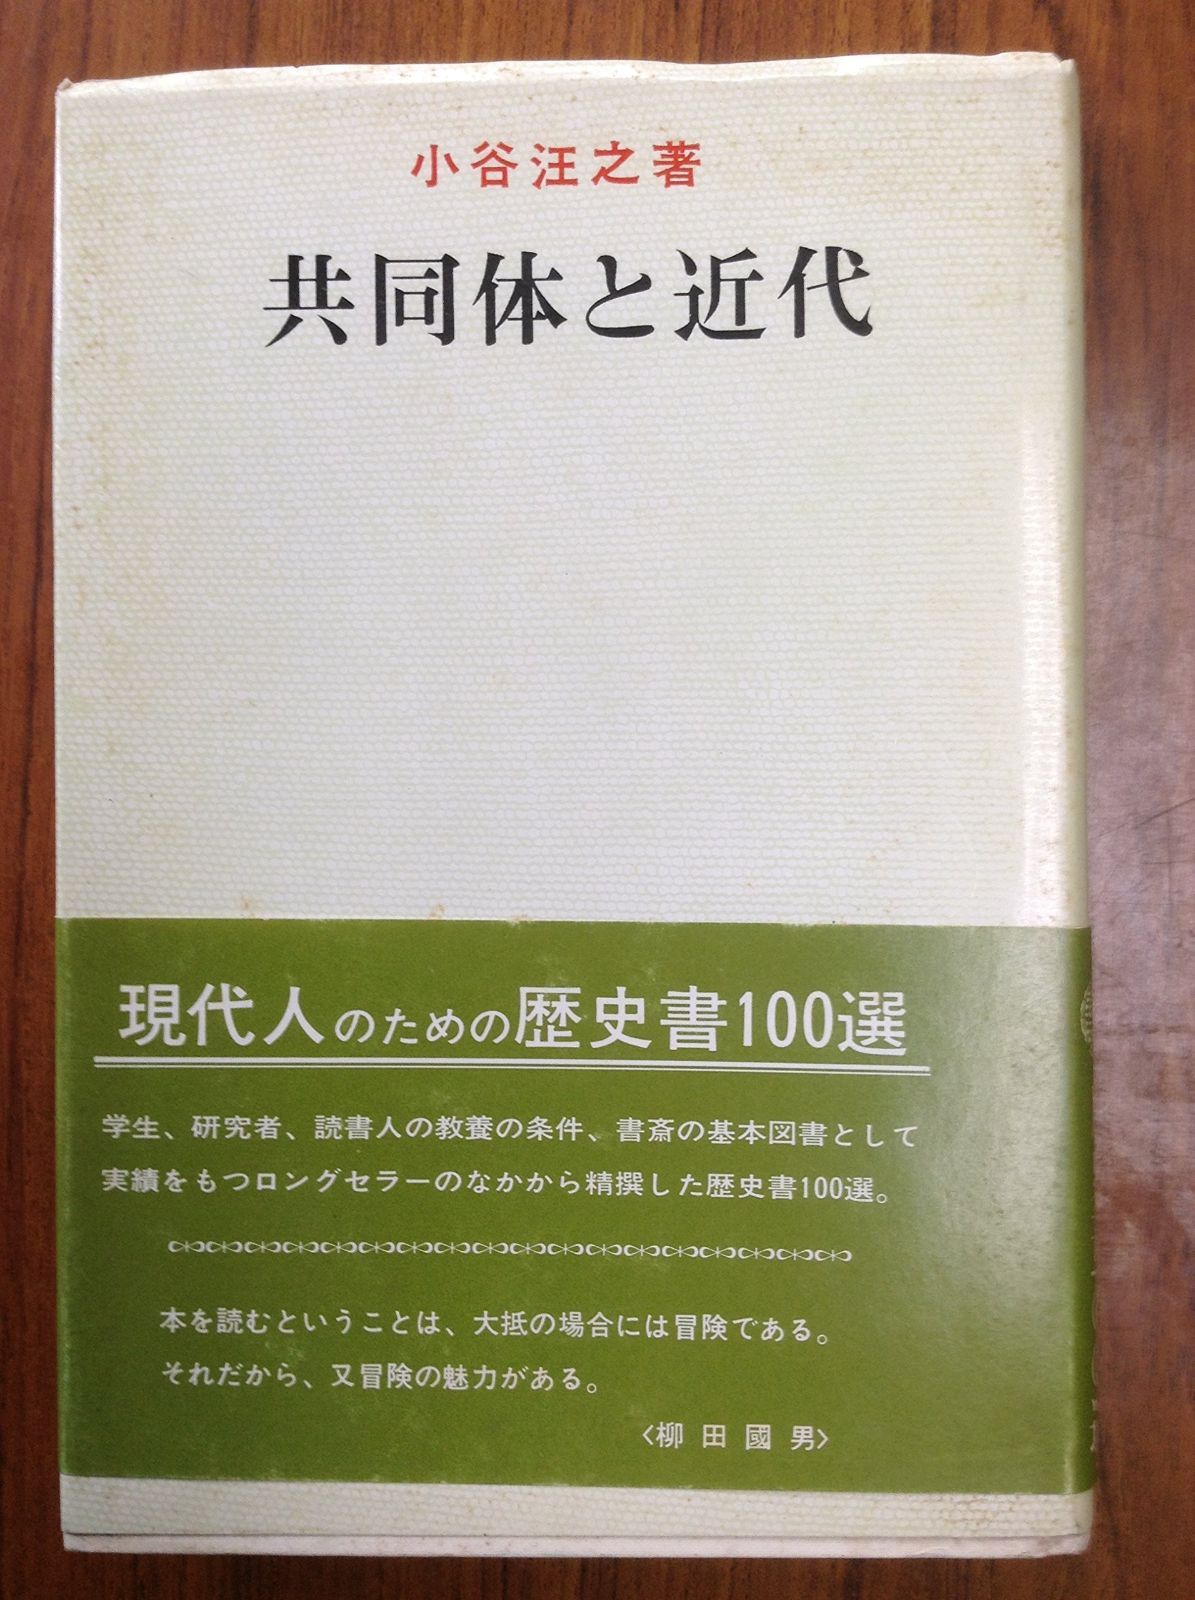 小谷汪之著
共同体と近代
現代人のための歴史書100選
学生、研究者、読書人の教養の条件、書斎の基本図書として
実績をもつロングセラーのなかから精撰した歴史書100選。
本を読むということは、大抵の場合には冒険である。
それだから、又冒険の魅力がある。
〈柳田國男〉